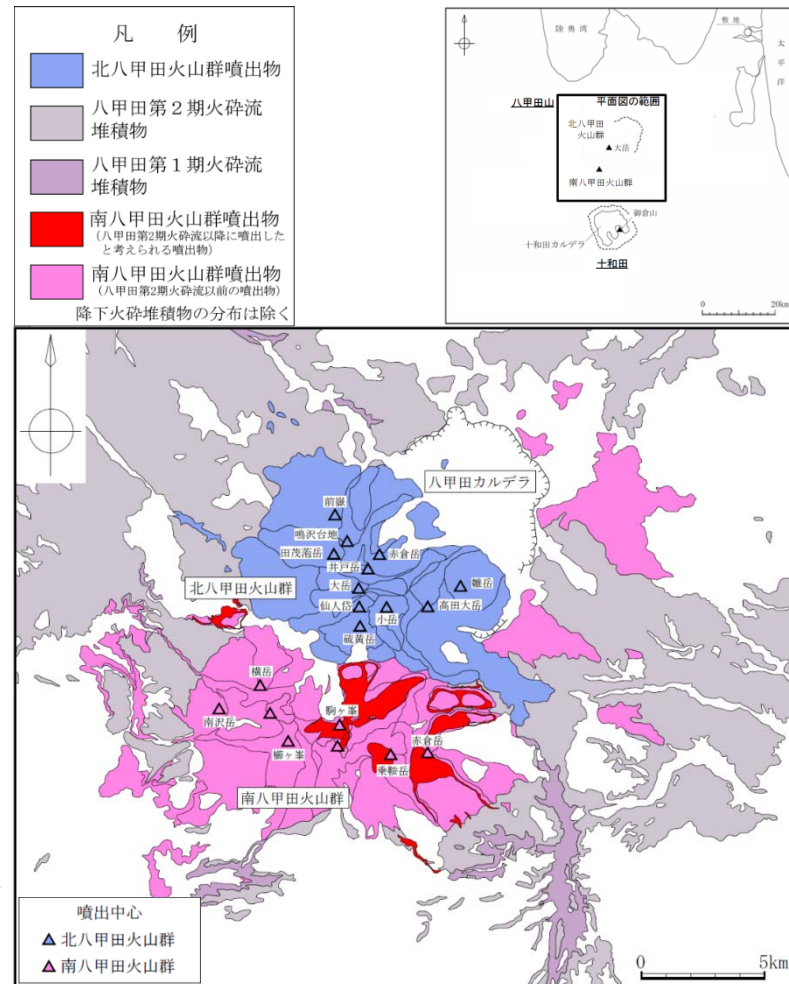 凡 例
北八甲田火山群噴出物
八甲田第2期火砕流
堆積物
八甲田第1期火砕流
堆積物
南八甲田火山群噴出物
(八甲田第2期火砕流以降に噴出した
と考えられる噴出物)
南八甲田火山群噴出物
(八甲田第2期火砕流以前の噴出物)
降下火砕堆積物の分布は除く
陸奥湾
敷地
太平洋
八甲田山
平面図の範囲
北八甲田
火山群
大岳
南八甲田火山群
御倉山
十和田カルデラ
十和田
0 20km
八甲田カルデラ
前嶽
鳴沢台地
田茂萢岳
赤倉岳
井戸岳
大岳
雛岳
北八甲田火山群
仙人岱
小岳
高田大岳
硫黄岳
横岳
南沢岳
駒ヶ峯
櫛ヶ峯
赤倉岳
乗鞍岳
南八甲田火山群
噴出中心
北八甲田火山群
南八甲田火山群
0 5km